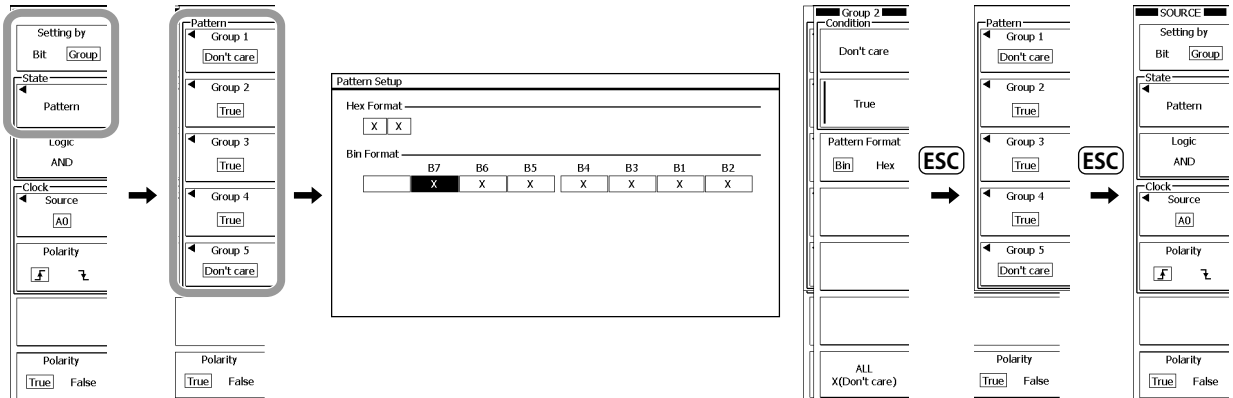 Setting by
Bit Group
State
Pattern
Logic
AND
Clock
Source
A0
Polarity
Polarity
True False
Pattern
Group 1
Don't care
Group 2
True
Group 3
True
Group 4
True
Group 5
Don't care
Polarity
True False
Pattern Setup
Hex Format
X X
Bin Format
B7 B6 B5 B4 B3 B1 B2
X X X X X X X
Group 2
Condition
Don't care
True
Pattern Format
Bin Hex
ALL
X(Don't care)
ESC
Pattern
Group 1
Don't care
Group 2
True
Group 3
True
Group 4
True
Group 5
Don't care
Polarity
True False
ESC
SOURCE
Setting by
Bit Group
State
Pattern
Logic
AND
Clock
Source
A0
Polarity
Polarity
True False